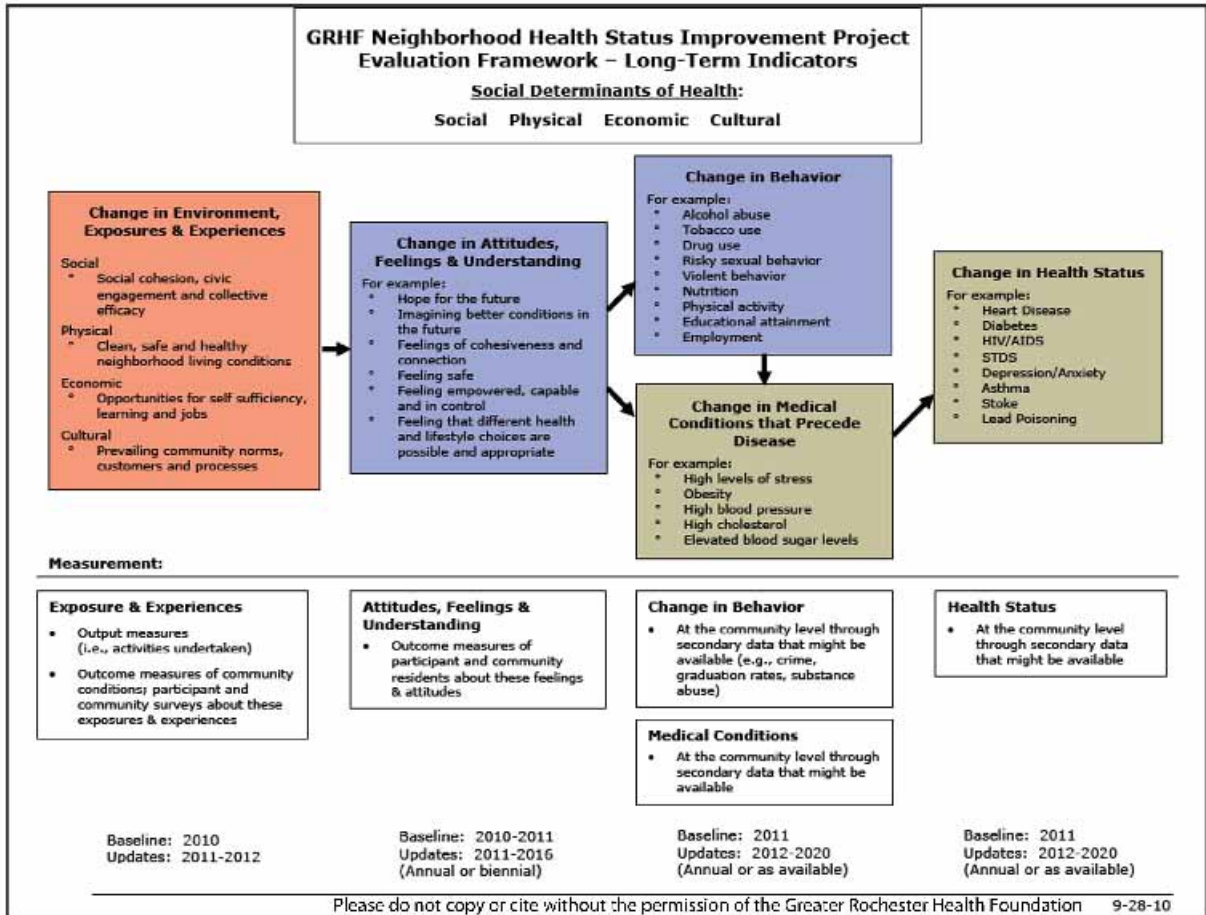 GRHF Neighborhood Health Status Improvement Project
Evaluation Framework – Long-Term Indicators
Social Determinants of Health:
Social Physical Economic Cultural
Change in Environment,
Exposures & Experiences
Social
° Social cohesion, civic
engagement and collective
efficacy
Physical
° Clean, safe and healthy
neighborhood living conditions
Economic
° Opportunities for self sufficiency,
learning and jobs
Cultural
° Prevailing community norms,
customers and processes
Change in Attitudes,
Feelings & Understanding
For example:
° Hope for the future
° Imagining better conditions in
the future
° Feelings of cohesiveness and
connection
° Feeling safe
° Feeling empowered, capable
and in control
° Feeling that different health
and lifestyle choices are
possible and appropriate
Change in Behavior
For example:
° Alcohol abuse
° Tobacco use
° Drug use
° Risky sexual behavior
° Violent behavior
° Nutrition
° Physical activity
° Educational attainment
° Employment
Change in Medical
Conditions that Precede
Disease
For example:
° High levels of stress
° Obesity
° High blood pressure
° High cholesterol
° Elevated blood sugar levels
Change in Health Status
For example:
° Heart Disease
° Diabetes
° HIV/AIDS
° STDS
° Depression/Anxiety
° Asthma
° Stoke
° Lead Poisoning
Measurement:
Exposure & Experiences
• Output measures
(i.e., activities undertaken)
• Outcome measures of community
conditions; participant and
community surveys about these
exposures & experiences
Attitudes, Feelings &
Understanding
• Outcome measures of
participant and community
residents about these feelings
& attitudes
Change in Behavior
• At the community level through
secondary data that might be
available (e.g., crime,
graduation rates, substance
abuse)
Medical Conditions
• At the community level through
secondary data that might be
available
Health Status
• At the community level
through secondary data
that might be available
Baseline: 2010
Updates: 2011-2012
Baseline: 2010-2011
Updates: 2011-2016
(Annual or biennial)
Baseline: 2011
Updates: 2012-2020
(Annual or as available)
Baseline: 2011
Updates: 2012-2020
(Annual or as available)
Please do not copy or cite without the permission of the Greater Rochester Health Foundation 9-28-10